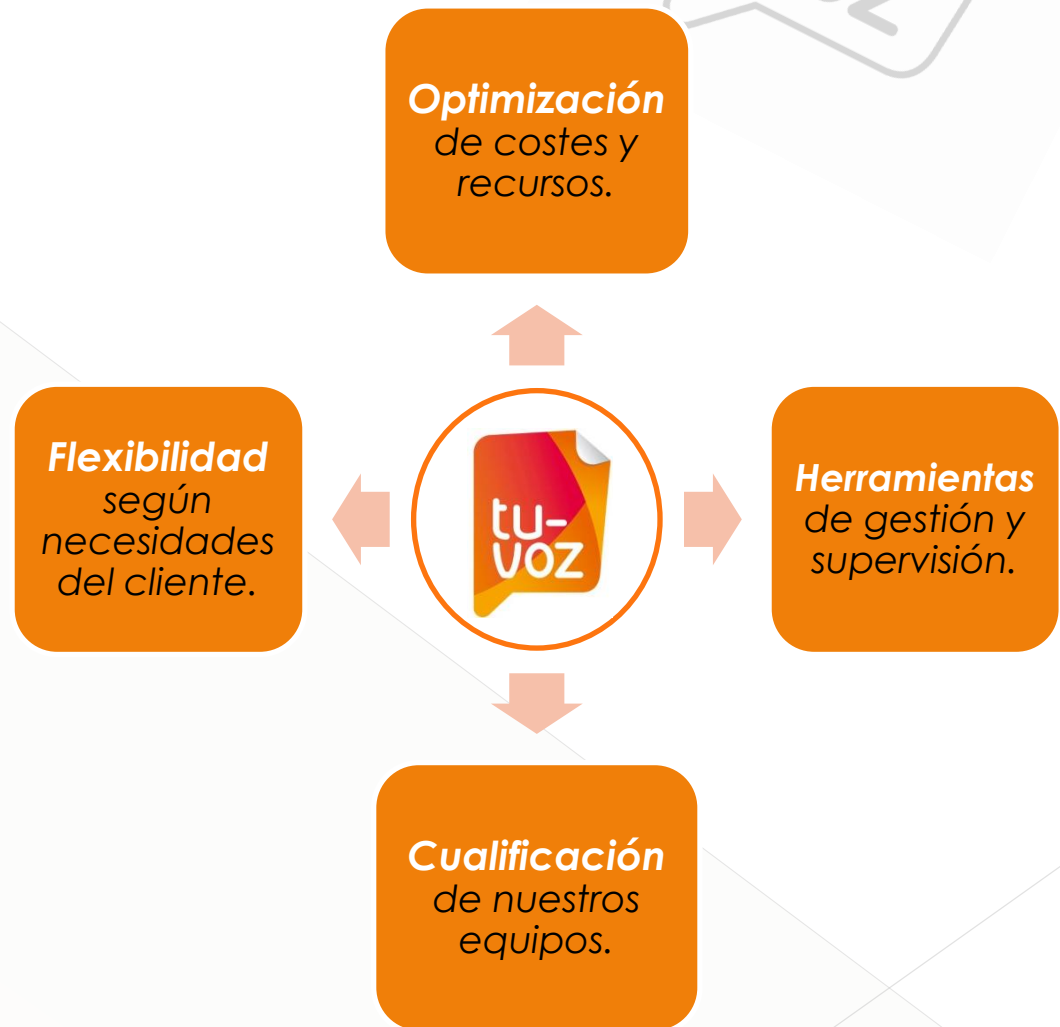 Optimización
de costes y
recursos.
Flexibilidad
según
necesidades
del cliente.
tu-
voz
Herramientas
de gestión y
supervisión.
Cualificación
de nuestros
equipos.